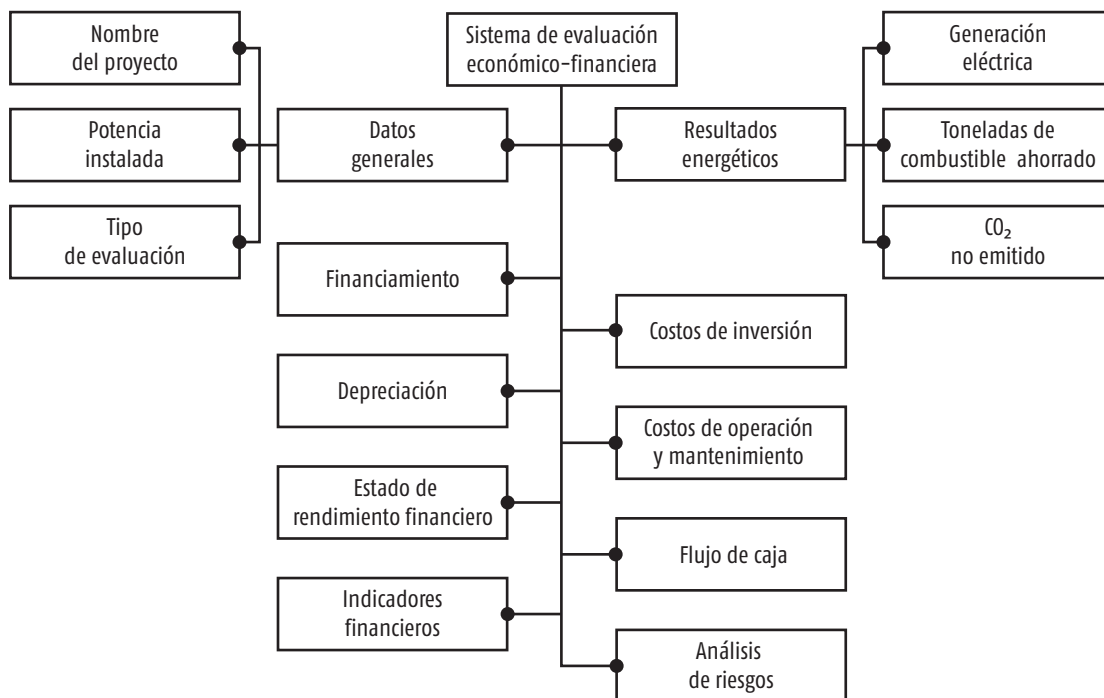 Sistema de evaluación
económico-financiera
Nombre
del proyecto
Potencia
instalada
Tipo
de evaluación
Datos
generales
Resultados
energéticos
Generación
eléctrica
Toneladas de
combustible ahorrado
CO₂
no emitido
Financiamiento
Costos de inversión
Depreciación
Costos de operación
y mantenimiento
Estado de
rendimiento financiero
Flujo de caja
Indicadores
financieros
Análisis
de riesgos